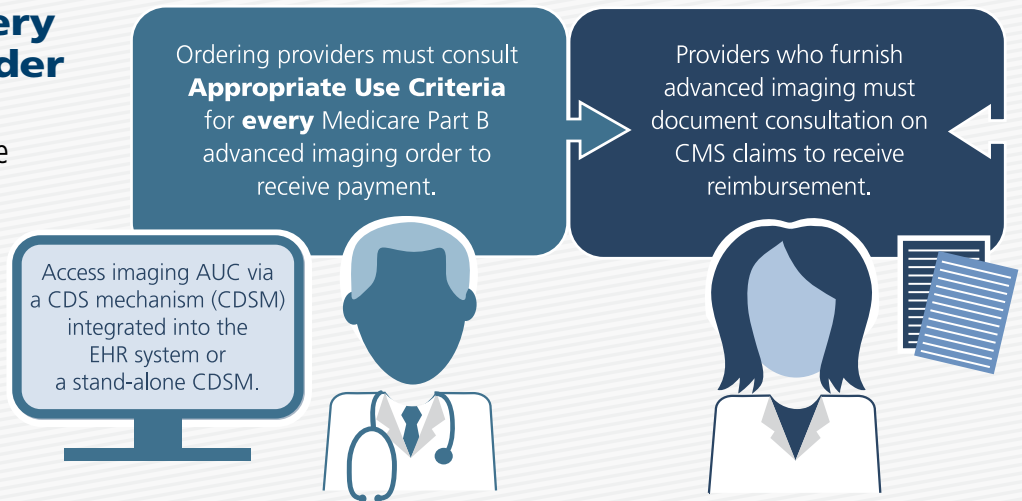 ery
der
e
Ordering providers must consult
Appropriate Use Criteria
for every Medicare Part B
advanced imaging order to
receive payment.
Providers who furnish
advanced imaging must
document consultation on
CMS claims to receive
reimbursement.
Access imaging AUC via
a CDS mechanism (CDSM)
integrated into the
EHR system or
a stand-alone CDSM.